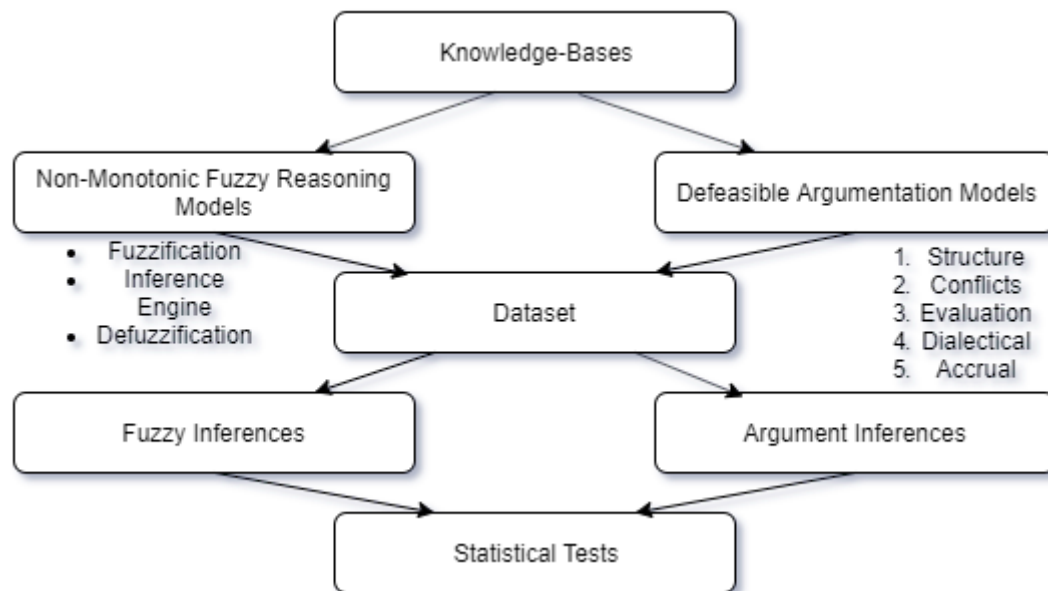 Knowledge-Bases
Non-Monotonic Fuzzy Reasoning
Models
Defeasible Argumentation Models
• Fuzzification
• Inference
Engine
• Defuzzification
1. Structure
2. Conflicts
3. Evaluation
4. Dialectical
5. Accrual
Dataset
Fuzzy Inferences
Argument Inferences
Statistical Tests